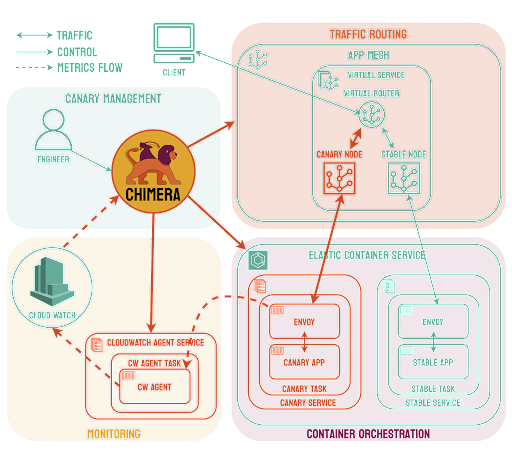 TRAFFIC
CONTROL
METRICS FLOW
CLIENT
TRAFFIC ROUTING
APP MESH
VIRTUAL SERVICE
VIRTUAL ROUTER
CANARY NODE
STABLE NODE
CANARY MANAGEMENT
ENGINEER
CHIMERA
CLOUD WATCH
CLOUDWATCH AGENT SERVICE
CW AGENT TASK
CW AGENT
MONITORING
ELASTIC CONTAINER SERVICE
ENVOY
CANARY APP
CANARY TASK
CANARY SERVICE
ENVOY
STABLE APP
STABLE TASK
STABLE SERVICE
CONTAINER ORCHESTRATION